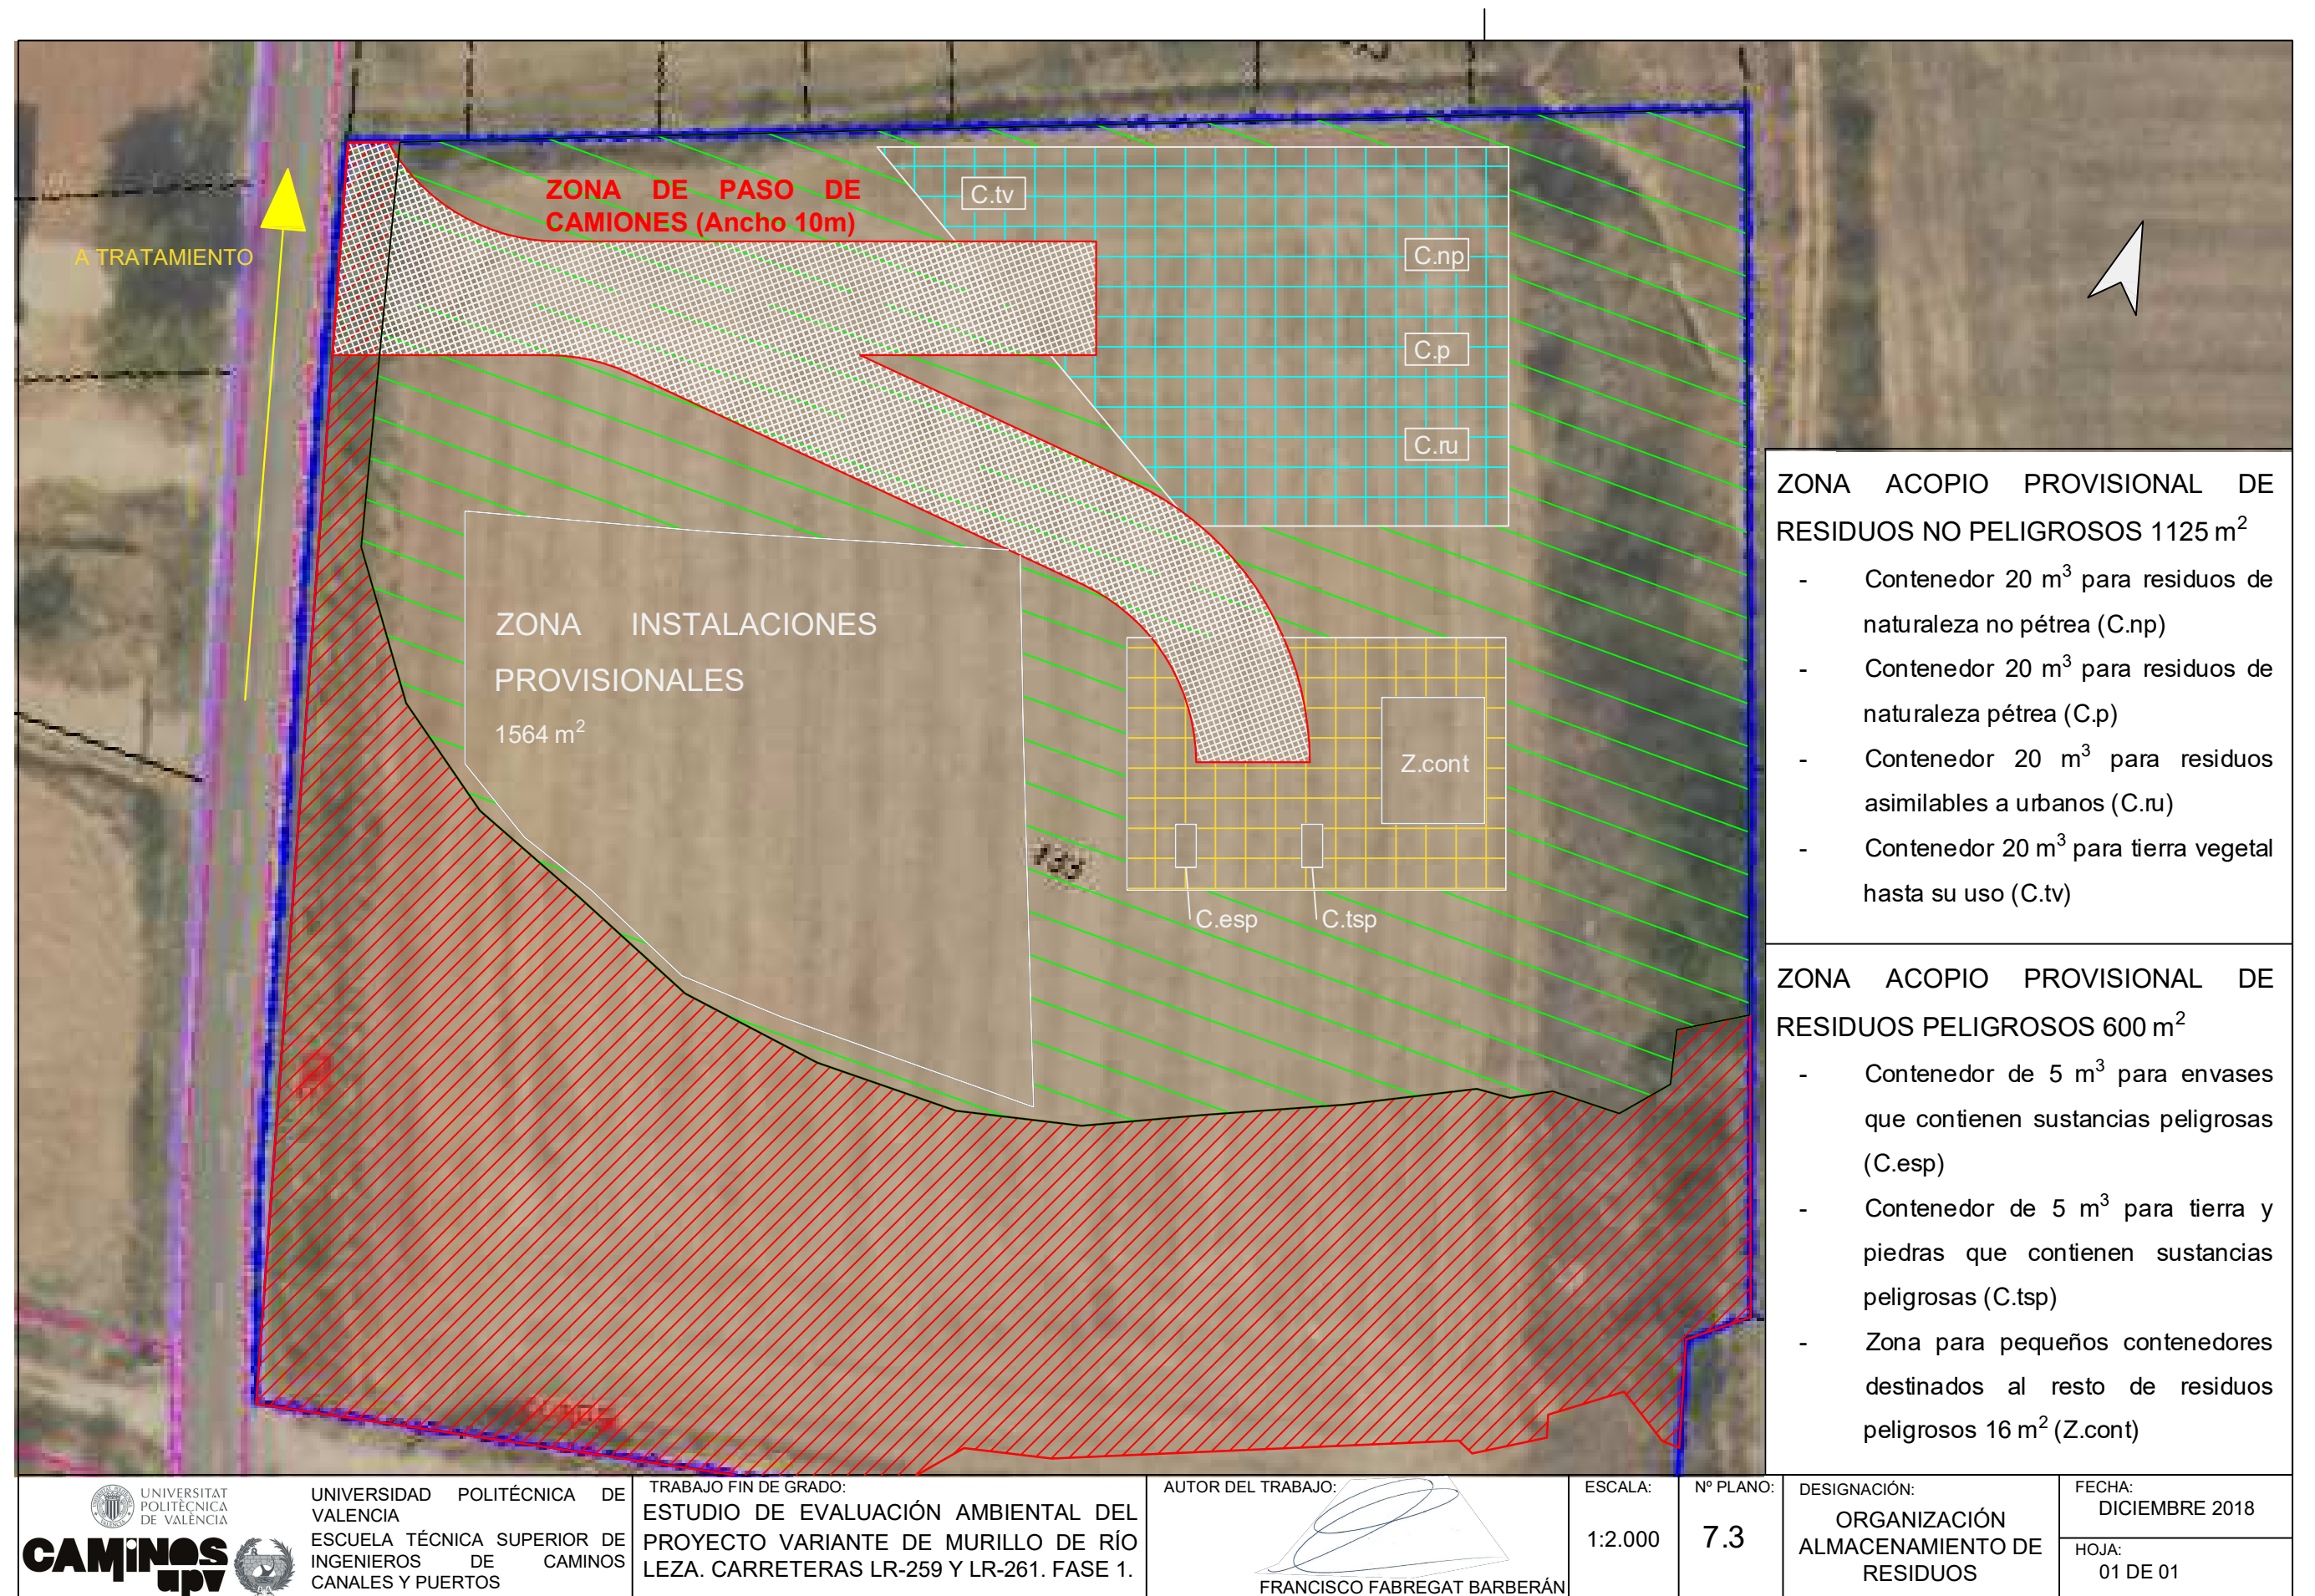 ZONA DE PASO DE
CAMIONES (Ancho 10m)
C.tv
C.np
C.p
C.ru
A TRATAMIENTO
ZONA INSTALACIONES
PROVISIONALES
1564 m²
Z.cont
C.esp
C.tsp
ZONA ACOPIO PROVISIONAL DE
RESIDUOS NO PELIGROSOS 1125 m²
- Contenedor 20 m³ para residuos de
naturaleza no pétrea (C.np)
- Contenedor 20 m³ para residuos de
naturaleza pétrea (C.p)
- Contenedor 20 m³ para residuos
asimilables a urbanos (C.ru)
- Contenedor 20 m³ para tierra vegetal
hasta su uso (C.tv)
ZONA ACOPIO PROVISIONAL DE
RESIDUOS PELIGROSOS 600 m²
- Contenedor de 5 m³ para envases
que contienen sustancias peligrosas
(C.esp)
- Contenedor de 5 m³ para tierra y
piedras que contienen sustancias
peligrosas (C.tsp)
- Zona para pequeños contenedores
destinados al resto de residuos
peligrosos 16 m² (Z.cont)
UNIVERSITAT
POLITÈCNICA
DE VALÈNCIA
CAMINOS
upv
UNIVERSIDAD POLITÉCNICA DE
VALENCIA
ESCUELA TÉCNICA SUPERIOR DE
INGENIEROS DE CAMINOS
CANALES Y PUERTOS
TRABAJO FIN DE GRADO:
ESTUDIO DE EVALUACIÓN AMBIENTAL DEL
PROYECTO VARIANTE DE MURILLO DE RÍO
LEZA. CARRETERAS LR-259 Y LR-261. FASE 1.
AUTOR DEL TRABAJO:
FRANCISCO FABREGAT BARBERÁN
ESCALA:
1:2.000
Nº PLANO:
7.3
DESIGNACIÓN:
ORGANIZACIÓN
ALMACENAMIENTO DE
RESIDUOS
FECHA:
DICIEMBRE 2018
HOJA:
01 DE 01